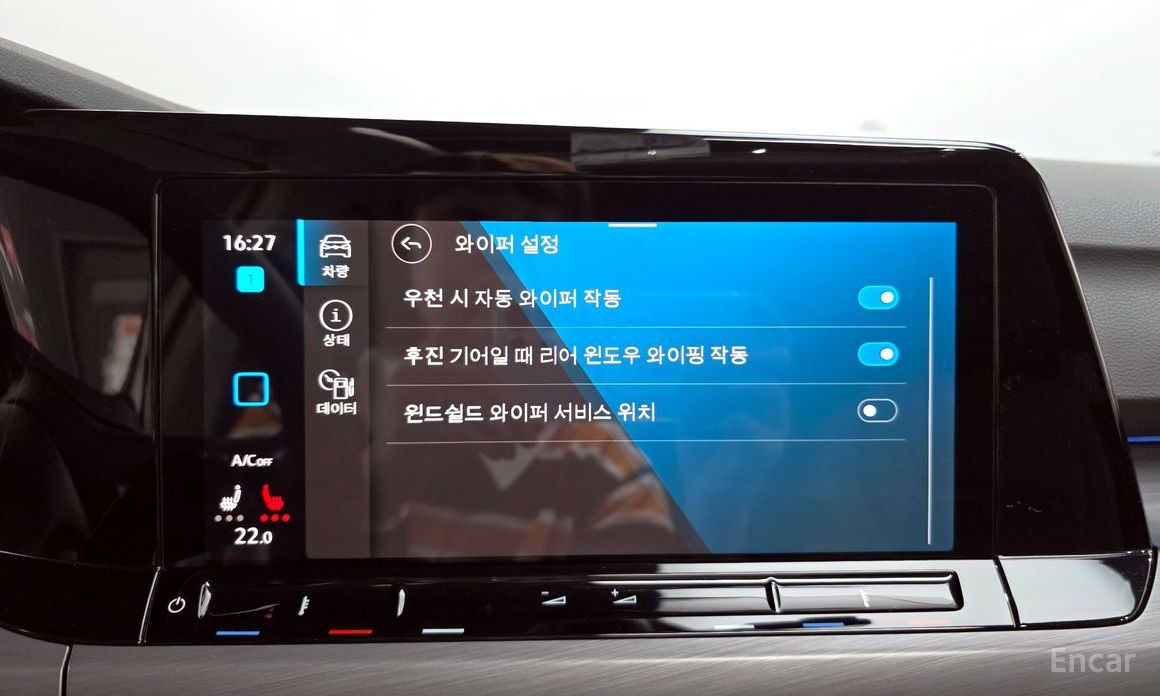 16:27
1
차량
와이퍼 설정
우천 시 자동 와이퍼 작동
상태
후진 기어일 때 리어 윈도우 와이핑 작동
데이터
윈드쉴드 와이퍼 서비스 위치
A/C OFF
22.0
Encar